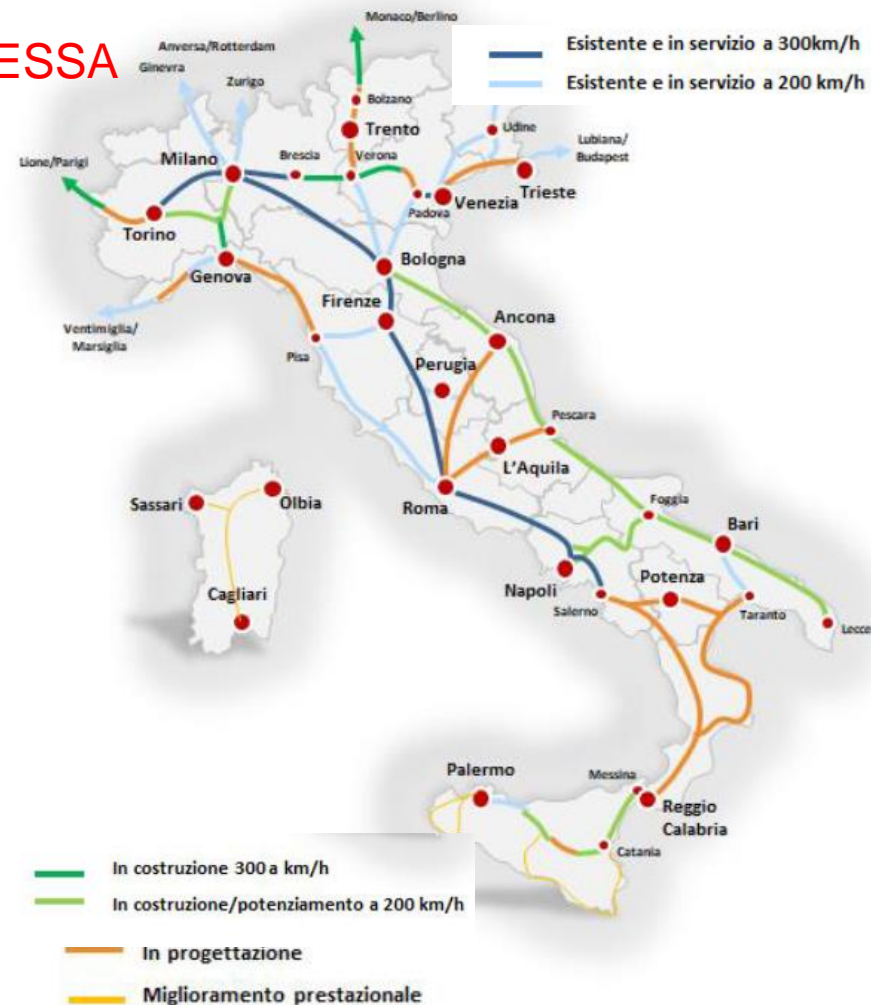 ESSA
Monaco/Berlino
Anversa/Rotterdam
Ginevra
Zurigo
Esistente e in servizio a 300km/h
Esistente e in servizio a 200 km/h
Bolzano
Trento
Udine
Lubiana/
Budapest
Lione/Parigi
Milano
Brescia
Verona
Trieste
Venezia
Padova
Torino
Genova
Bologna
Firenze
Ventimiglia/
Marsiglia
Pisa
Ancona
Perugia
Pescara
L'Aquila
Roma
Sassari
Olbia
Foggia
Bari
Cagliari
Napoli
Potenza
Salerno
Taranto
Lecce
Palermo
Messina
Reggio
Calabria
Catania
In costruzione 300 a km/h
In costruzione/potenziamento a 200 km/h
In progettazione
Miglioramento prestazionale